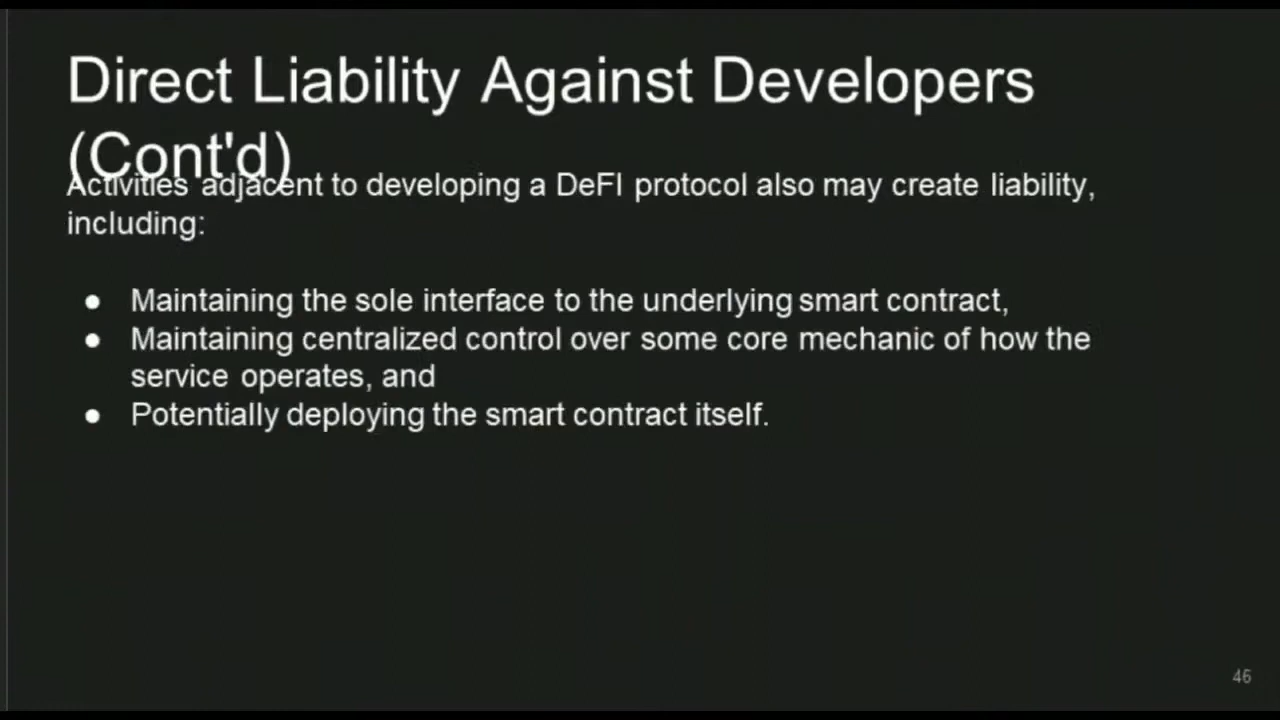 Direct Liability Against Developers
(Cont'd)
Activities adjacent to developing a DeFI protocol also may create liability,
including:
● Maintaining the sole interface to the underlying smart contract,
● Maintaining centralized control over some core mechanic of how the
service operates, and
● Potentially deploying the smart contract itself.
46